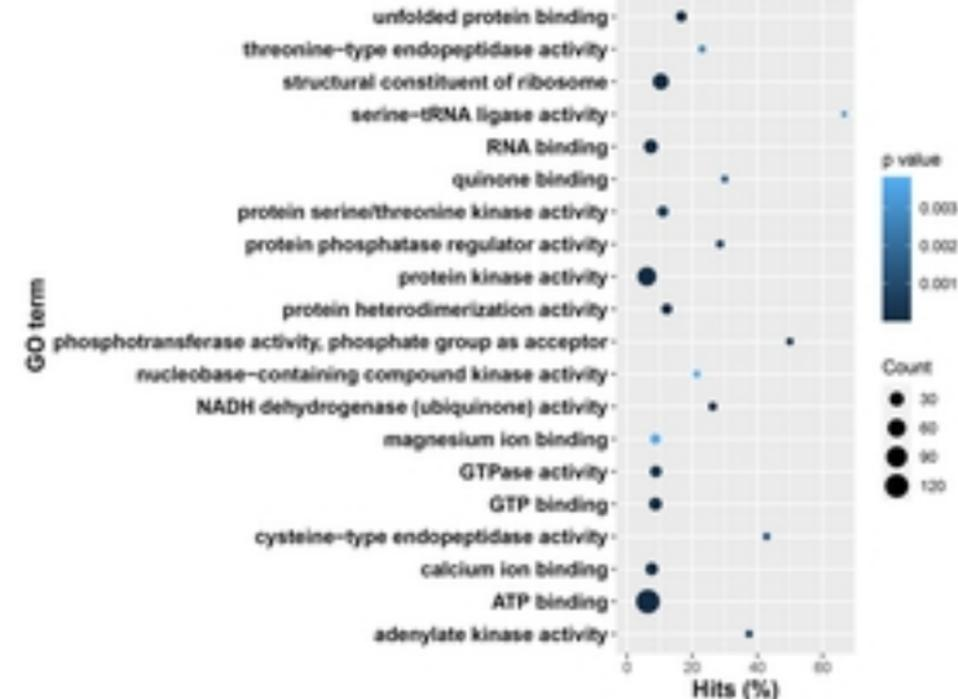 unfolded protein binding
threonine-type endopeptidase activity
structural constituent of ribosome
serine-tRNA ligase activity
RNA binding
quinone binding
protein serine/threonine kinase activity
protein phosphatase regulator activity
protein kinase activity
protein heterodimerization activity
phosphotransferase activity, phosphate group as acceptor
nucleobase-containing compound kinase activity
NADH dehydrogenase (ubiquinone) activity
magnesium ion binding
GTPase activity
GTP binding
cysteine-type endopeptidase activity
calcium ion binding
ATP binding
adenylate kinase activity
GO term
0 20 40 60
Hits (%)
p value
0.003
0.002
0.001
Count
30
60
90
120